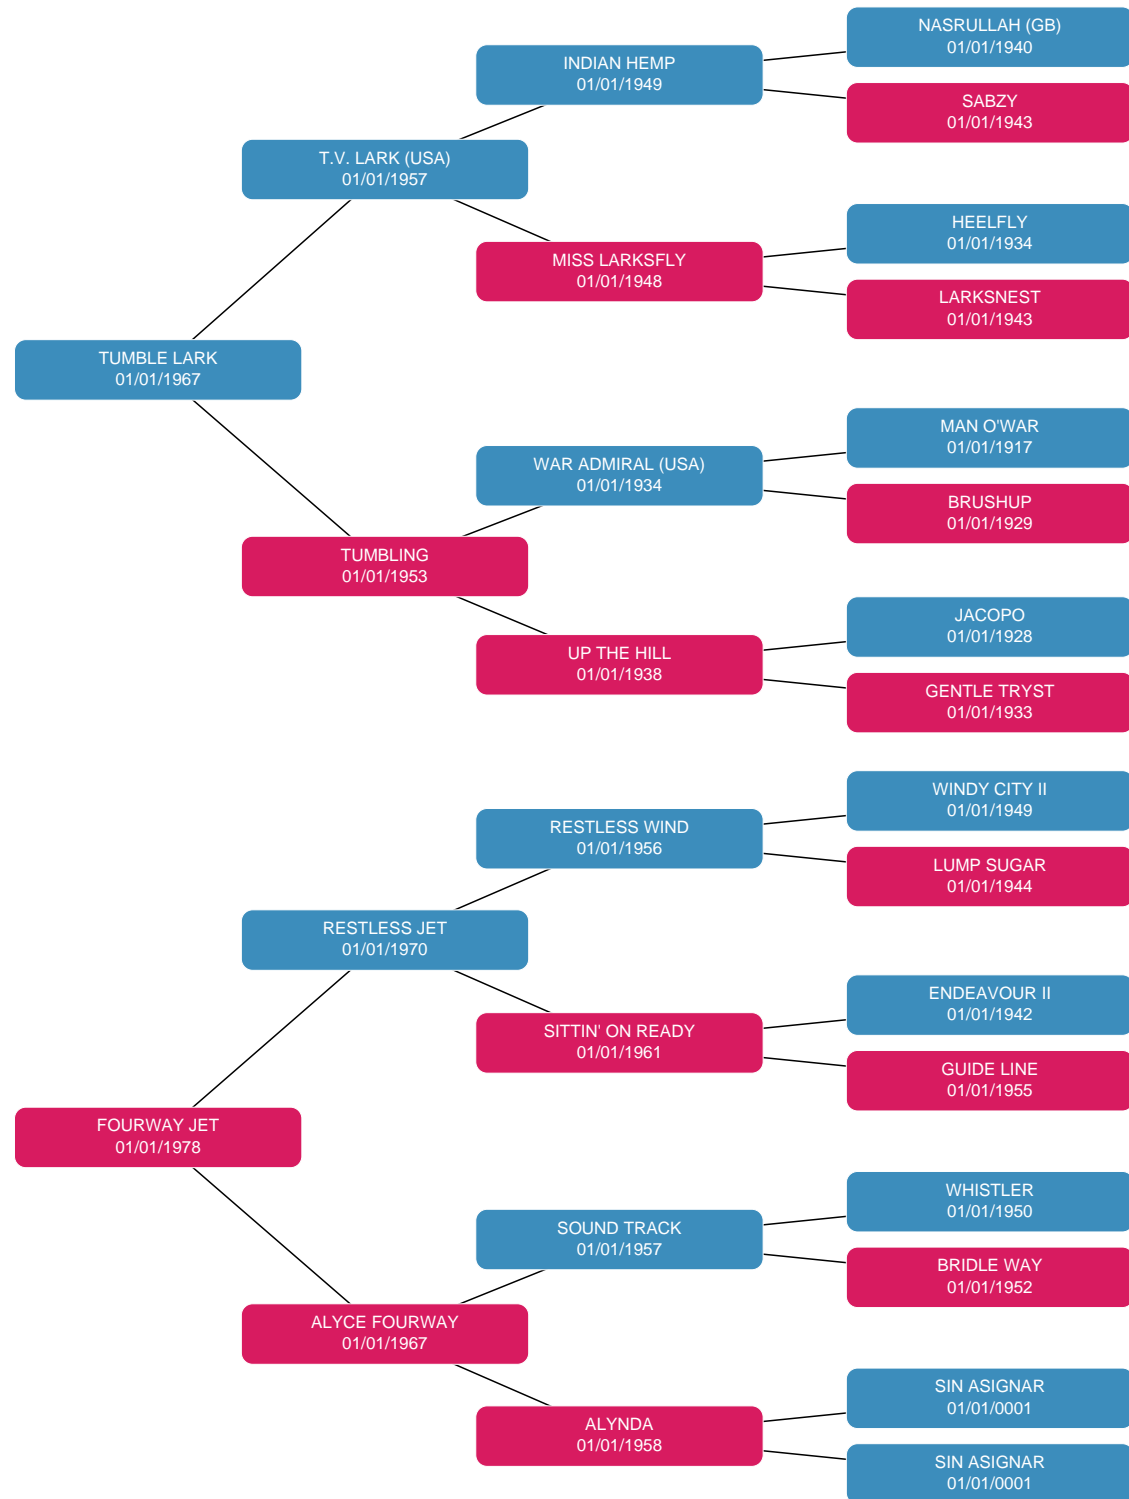 NASRULLAH (GB)
01/01/1940
INDIAN HEMP
01/01/1949
SABZY
01/01/1943
T.V. LARK (USA)
01/01/1957
HEELFLY
01/01/1934
MISS LARKSFLY
01/01/1948
LARKSNEST
01/01/1943
TUMBLE LARK
01/01/1967
MAN O'WAR
01/01/1917
WAR ADMIRAL (USA)
01/01/1934
BRUSHUP
01/01/1929
TUMBLING
01/01/1953
JACOPO
01/01/1928
UP THE HILL
01/01/1938
GENTLE TRYST
01/01/1933
WINDY CITY II
01/01/1949
RESTLESS WIND
01/01/1956
LUMP SUGAR
01/01/1944
RESTLESS JET
01/01/1970
ENDEAVOUR II
01/01/1942
SITTIN' ON READY
01/01/1961
GUIDE LINE
01/01/1955
FOURWAY JET
01/01/1978
WHISTLER
01/01/1950
SOUND TRACK
01/01/1957
BRIDLE WAY
01/01/1952
ALYCE FOURWAY
01/01/1967
SIN ASIGNAR
01/01/0001
ALYNDA
01/01/1958
SIN ASIGNAR
01/01/0001